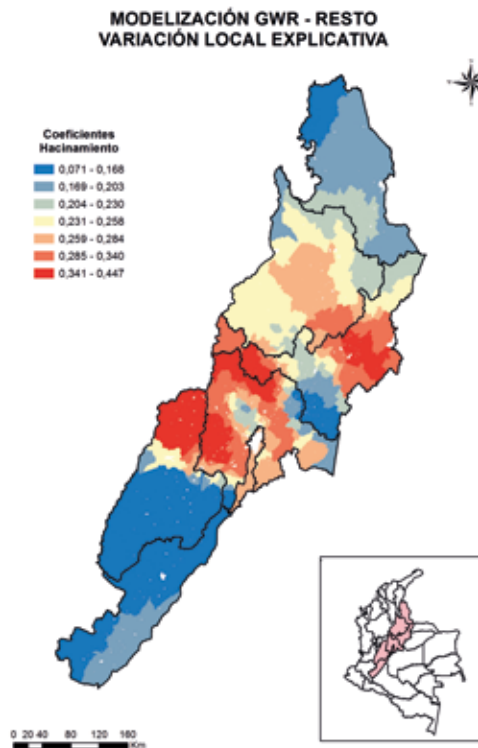 MODELIZACIÓN GWR - RESTO
VARIACIÓN LOCAL EXPLICATIVA
Coeficientes
Hacinamiento
0,071 - 0,168
0,169 - 0,203
0,204 - 0,230
0,231 - 0,258
0,259 - 0,284
0,285 - 0,340
0,341 - 0,447
0 20 40 80 120 160
Km